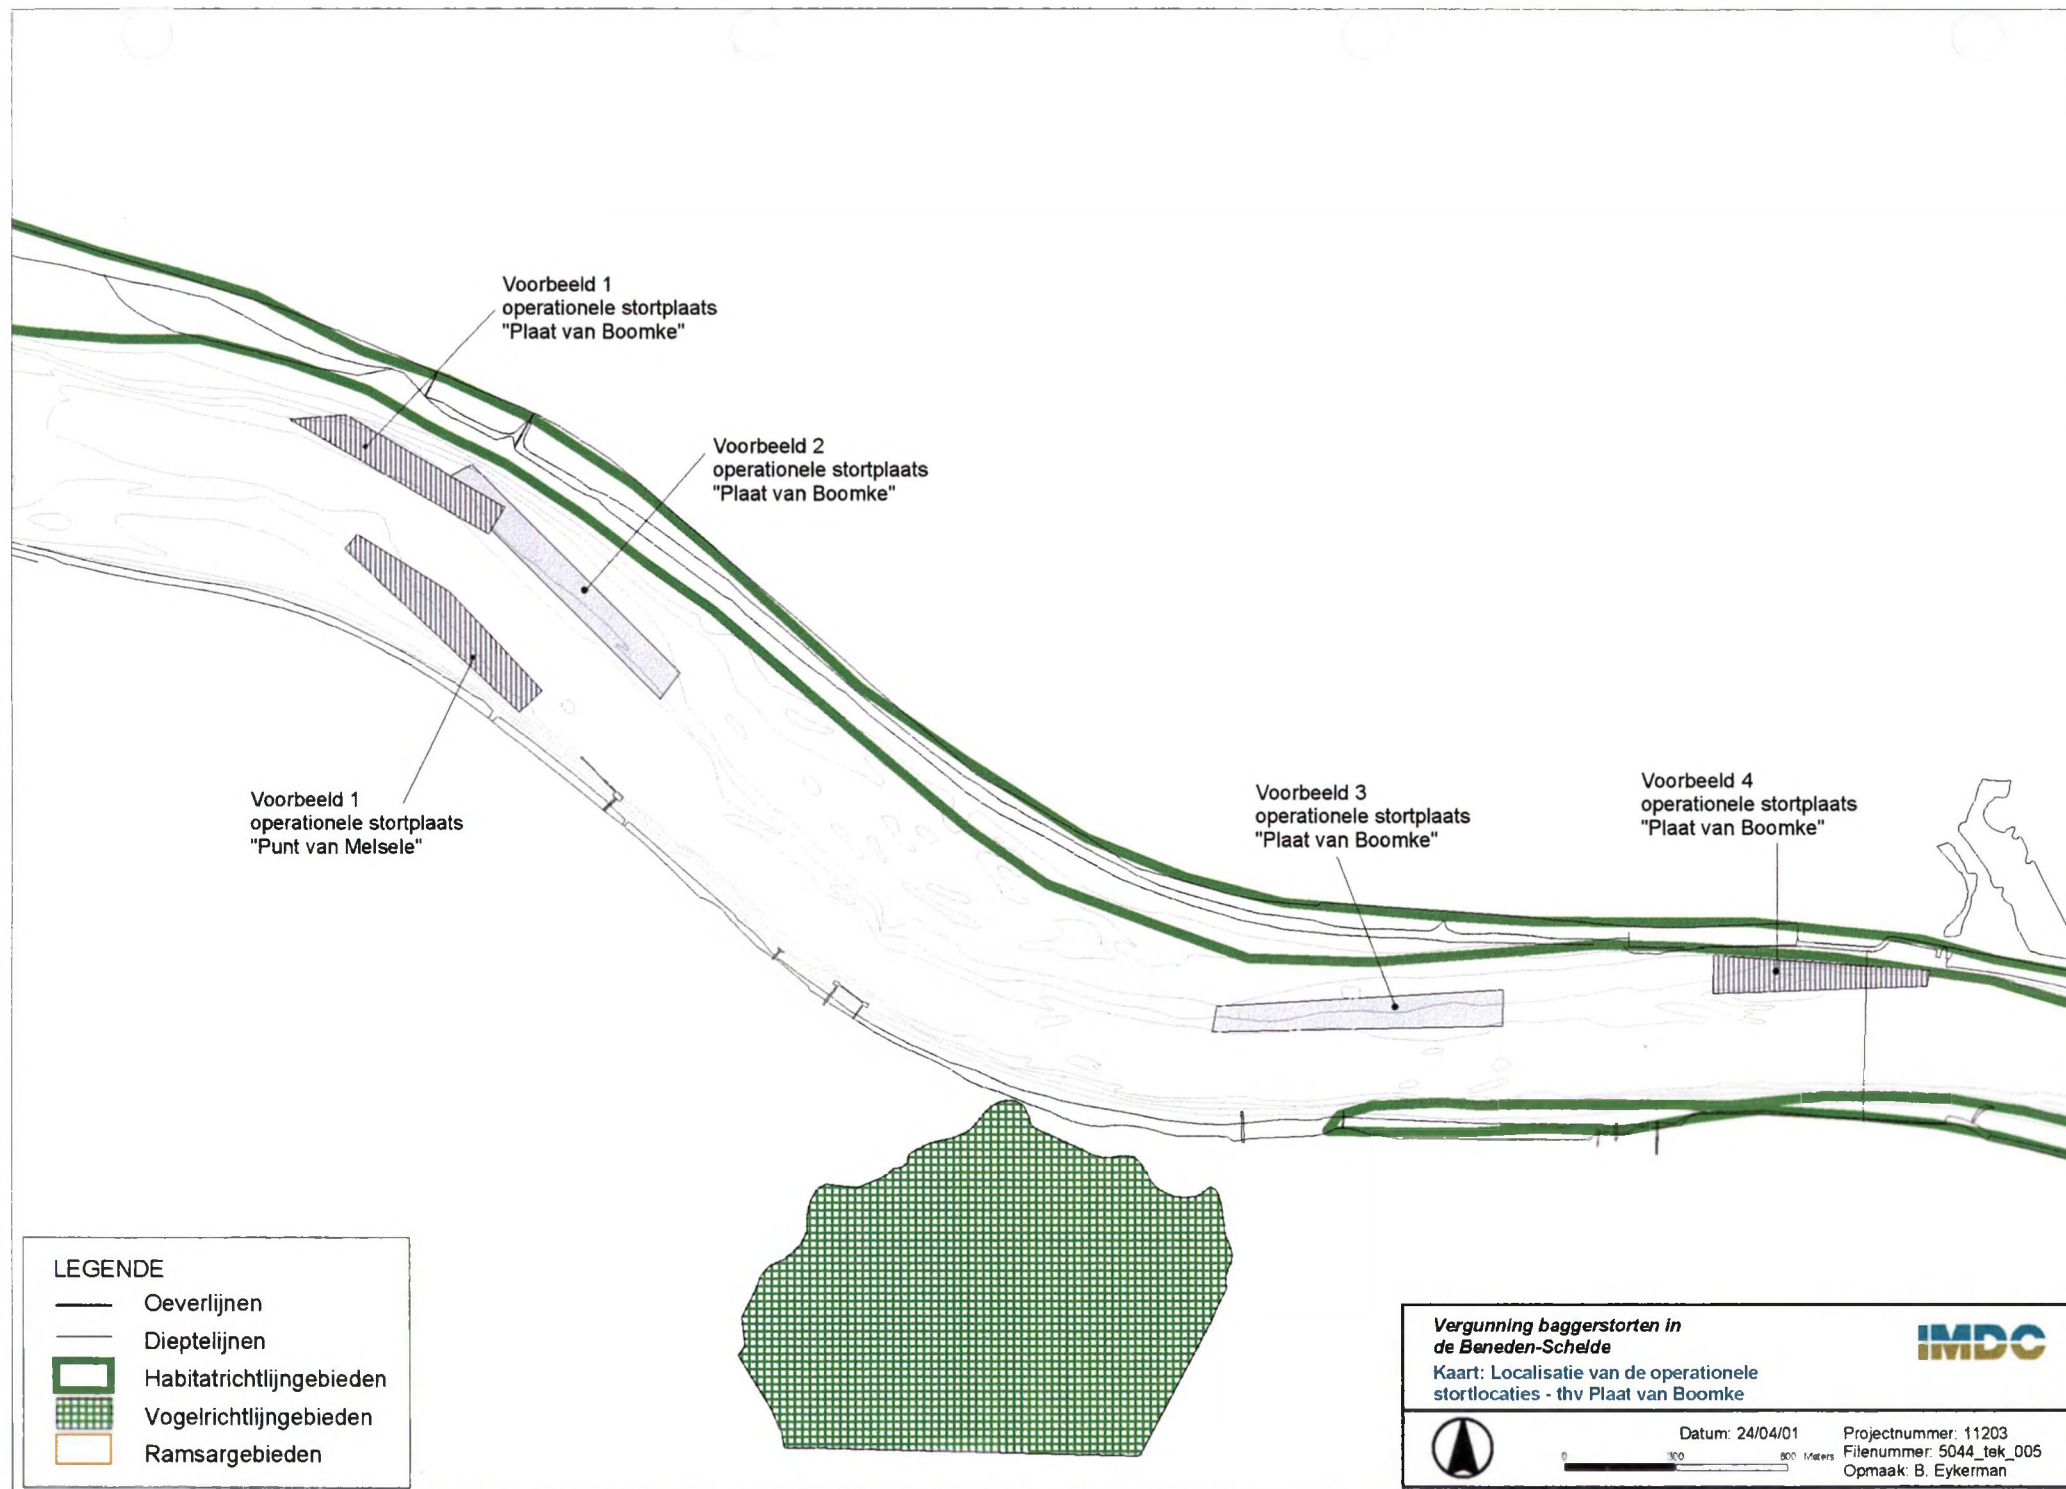 Voorbeeld 1
operationele stortplaats
"Plaat van Boomke"
Voorbeeld 2
operationele stortplaats
"Plaat van Boomke"
Voorbeeld 1
operationele stortplaats
"Punt van Melsele"
Voorbeeld 3
operationele stortplaats
"Plaat van Boomke"
Voorbeeld 4
operationele stortplaats
"Plaat van Boomke"
LEGENDE
Oeverlijnen
Dieptelijnen
Habitatrichtlijngebieden
Vogelrichtlijngebieden
Ramsargebieden
Vergunning baggerstorten in
de Beneden-Schelde
IMDC
Kaart: Localisatie van de operationele
stortlocaties - thv Plaat van Boomke
Datum: 24/04/01
0 Meters
Projectnummer: 11203
Filenummer: 5044_tek_005
Opmaak: B. Eykerman